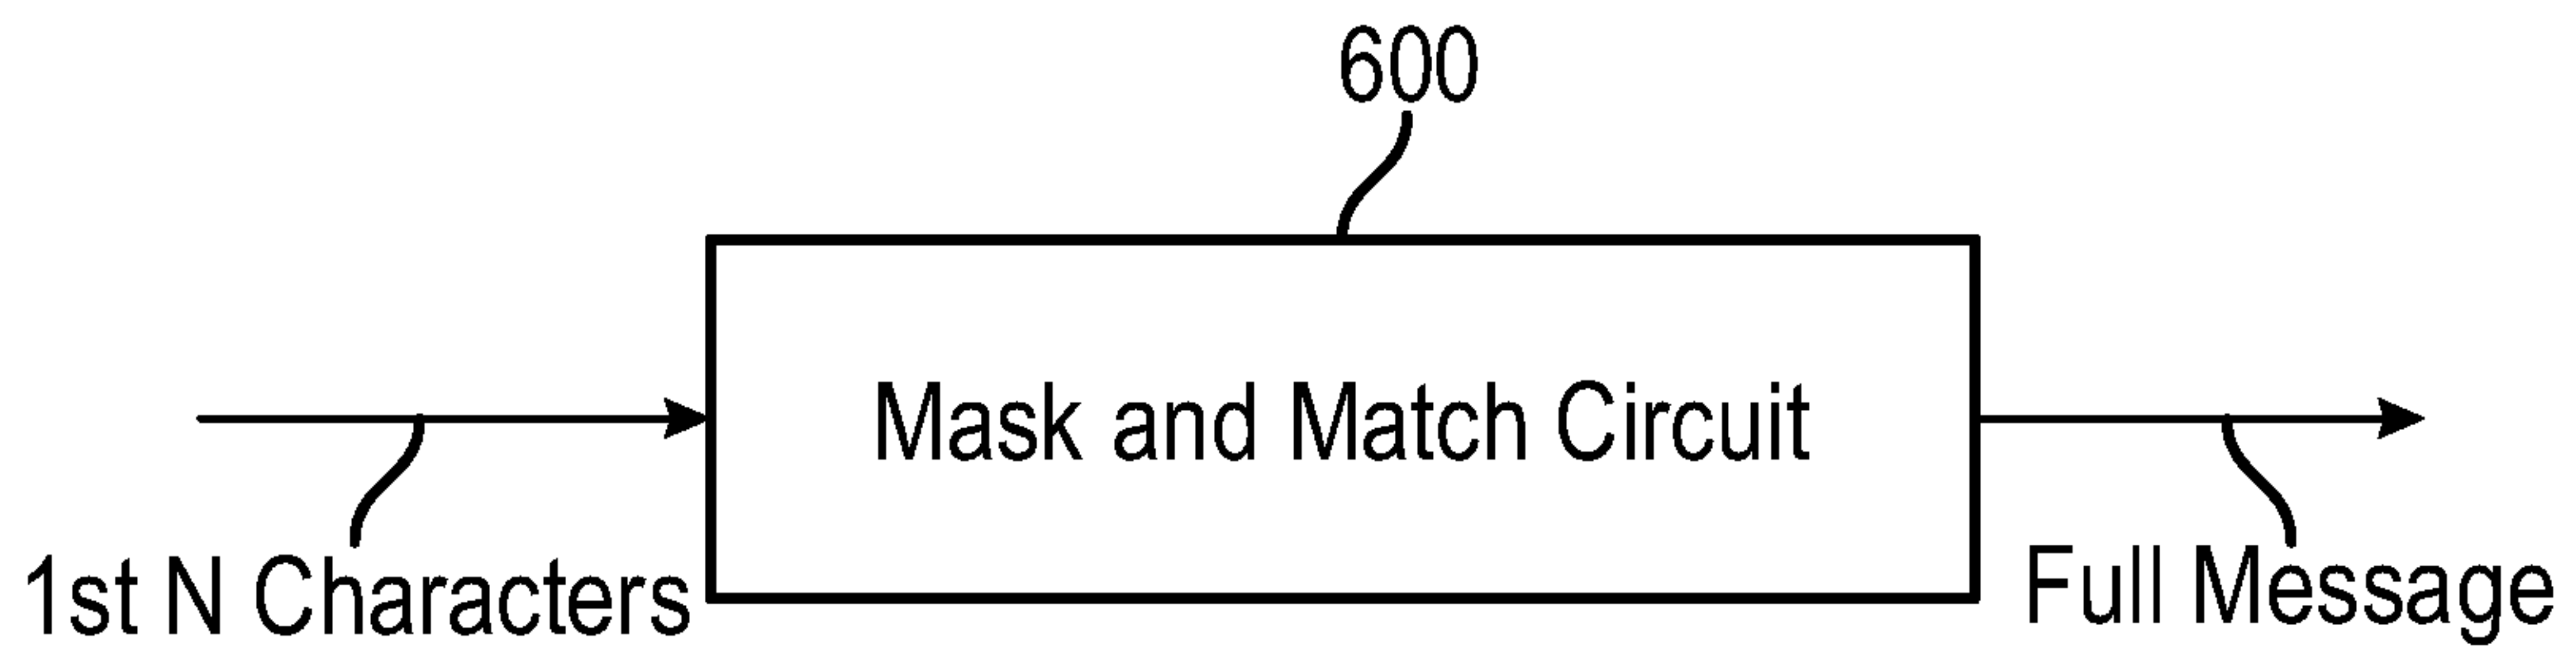 600
Mask and Match Circuit
1st N Characters
Full Message